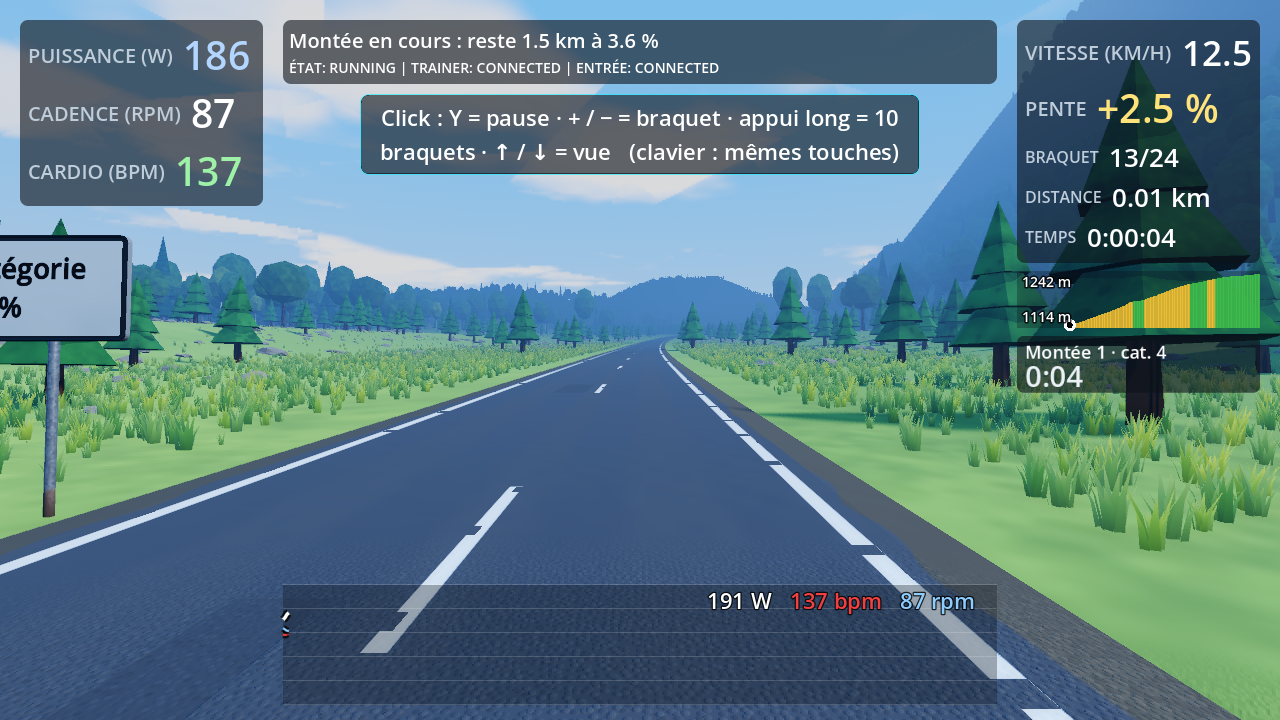 PUISSANCE (W) 186
CADENCE (RPM) 87
CARDIO (BPM) 137
Montée en cours : reste 1.5 km à 3.6 %
ÉTAT: RUNNING | TRAINER: CONNECTED | ENTRÉE: CONNECTED
Click : Y = pause · + / − = braquet · appui long = 10
braquets · ↑ / ↓ = vue (clavier : mêmes touches)
VITESSE (KM/H) 12.5
PENTE +2.5 %
BRAQUET 13/24
DISTANCE 0.01 km
TEMPS 0:00:04
1242 m
1114 m
Montée 1 · cat. 4
0:04
tégorie
%
191 W 137 bpm 87 rpm